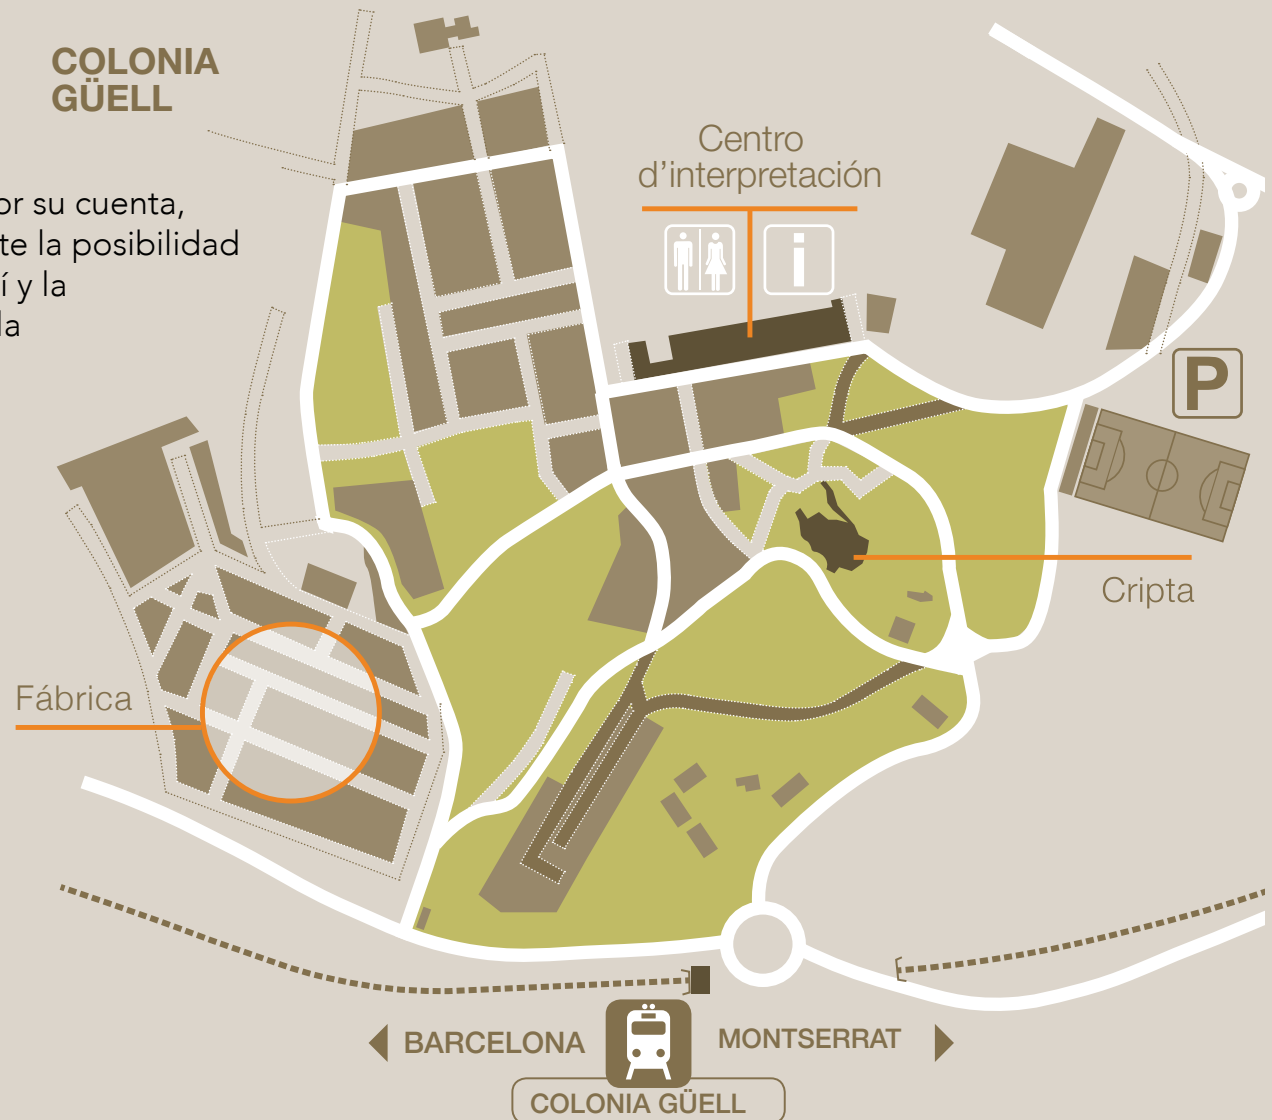 COLONIA
GÜELL
or su cuenta,
te la posibilidad
í y la
la
Centro
d’interpretación
P
Cripta
Fábrica
BARCELONA
MONTSERRAT
COLONIA GÜELL